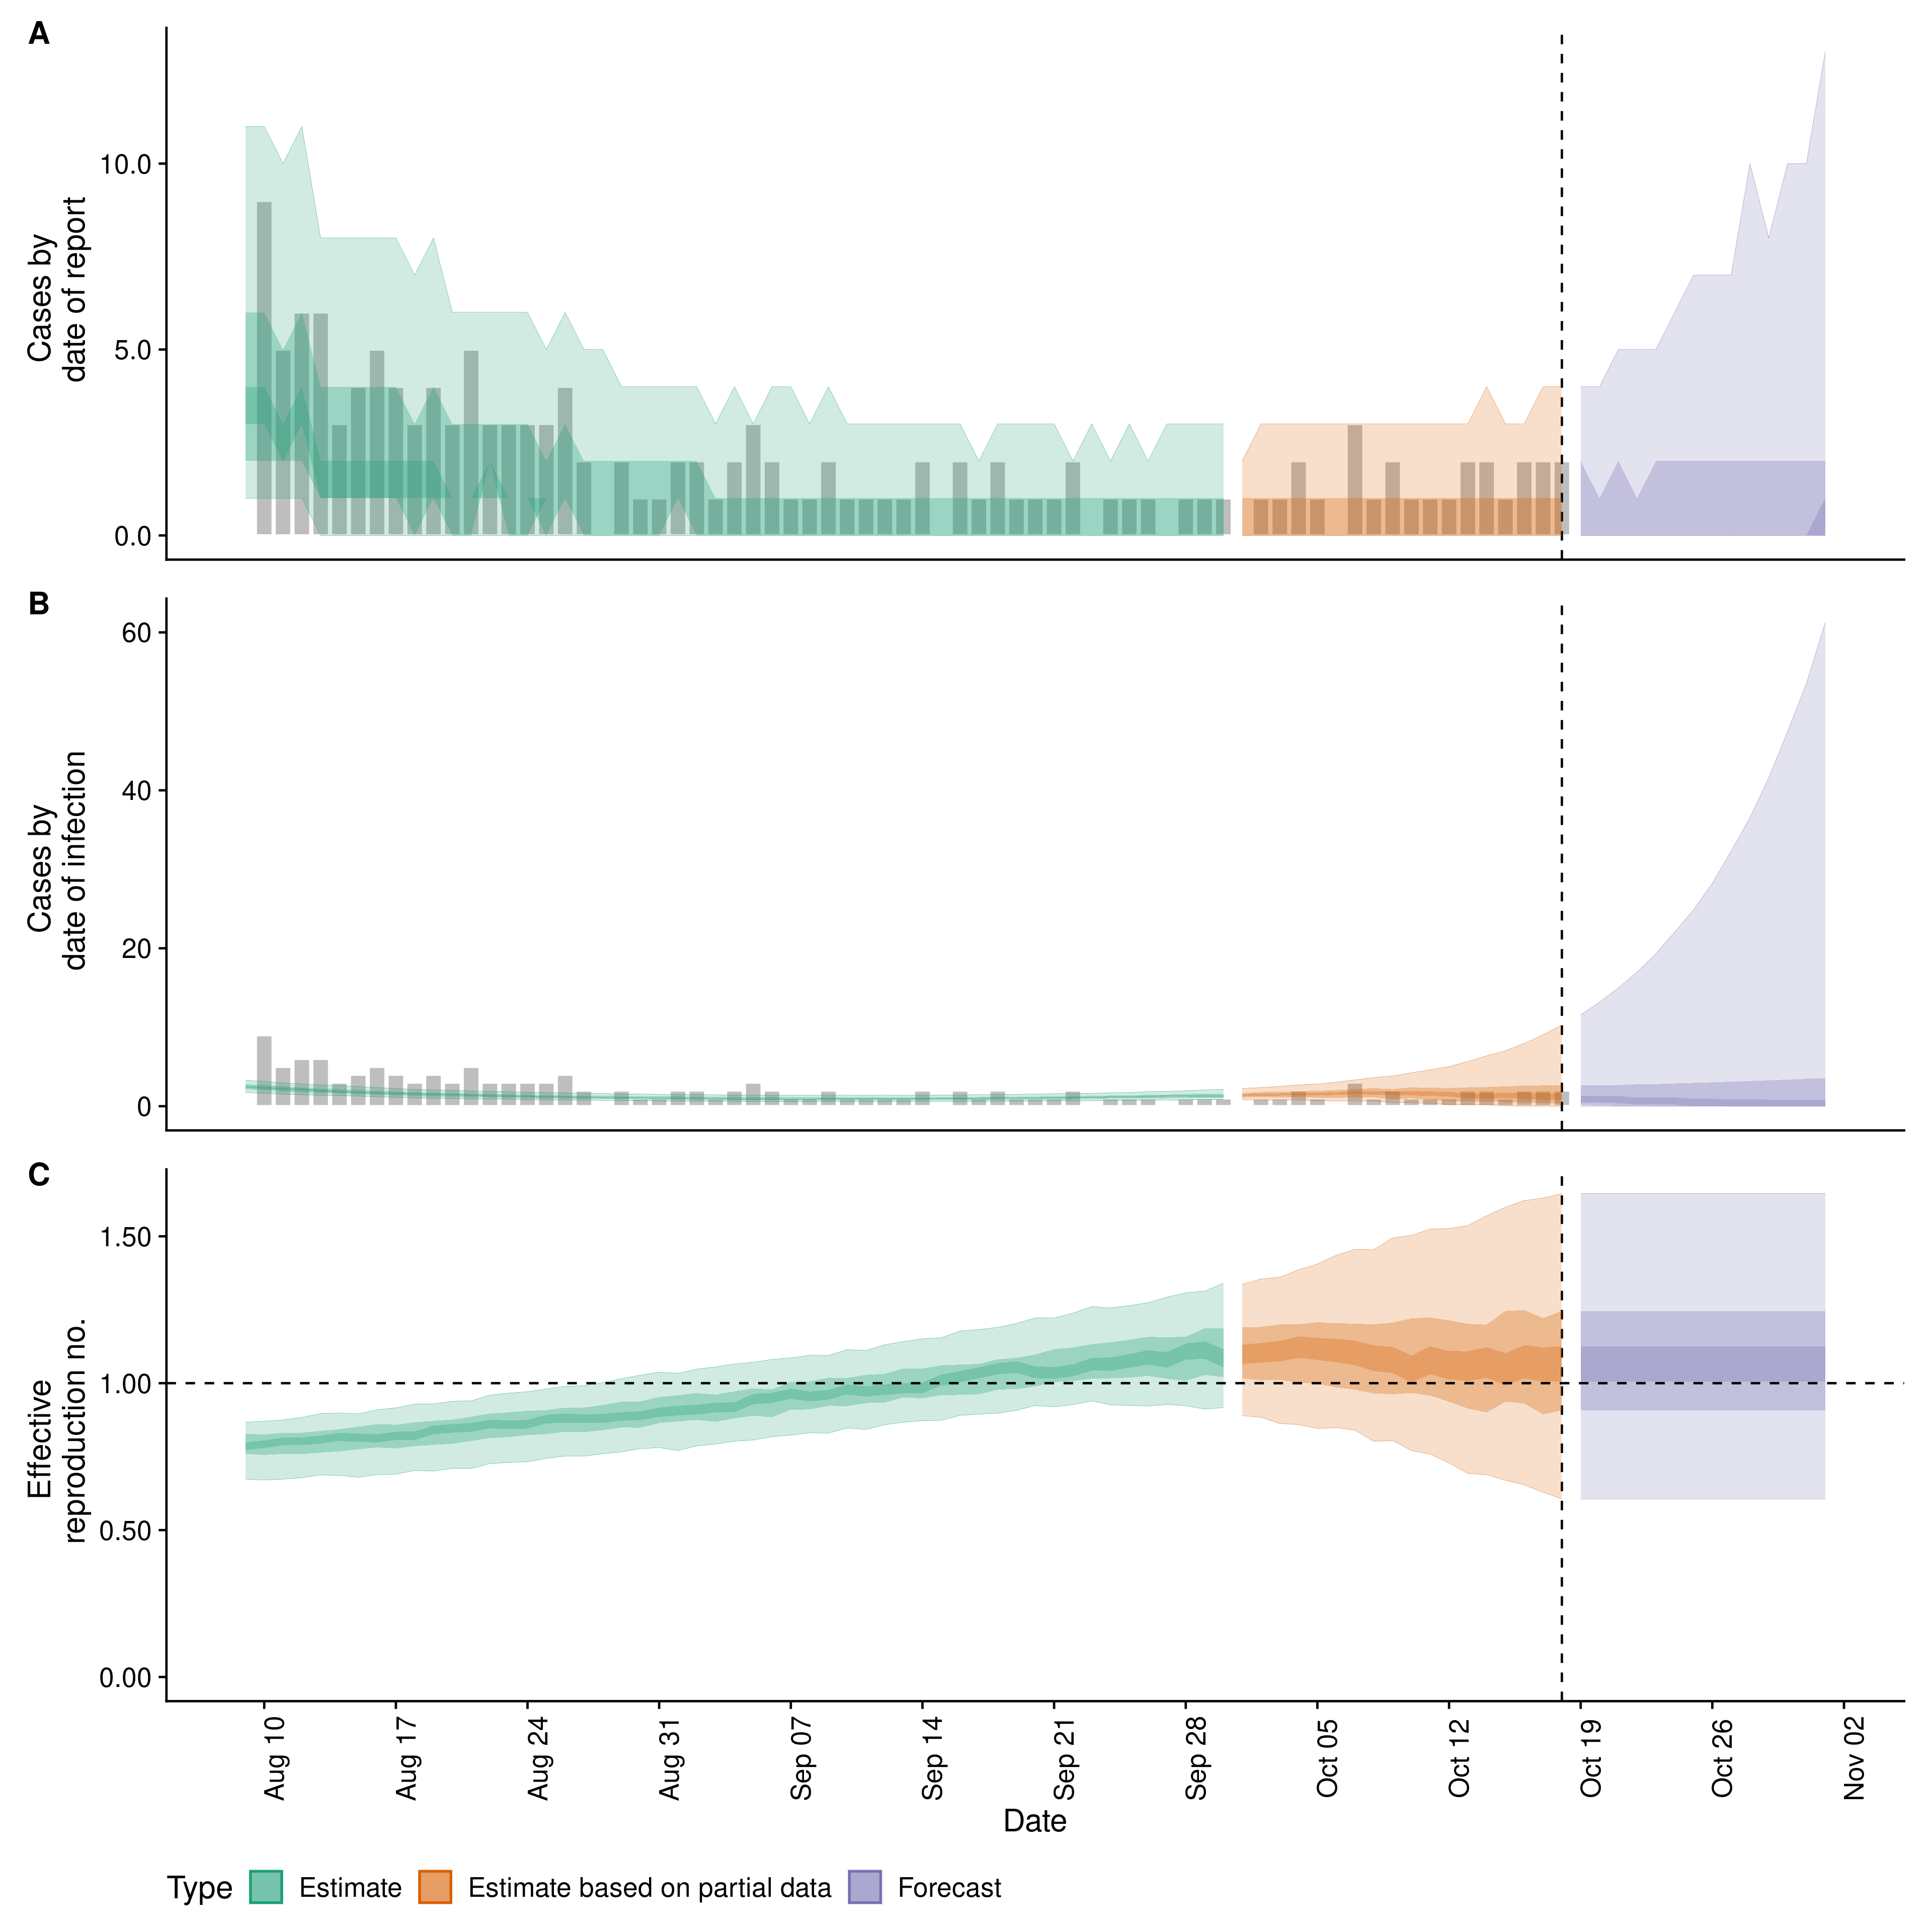 A
Cases by
date of report
10.0
5.0
0.0
B
Cases by
date of infection
60
40
20
0
C
Effective
reproduction no.
1.50
1.00
0.50
0.00
Aug 10
Aug 17
Aug 24
Aug 31
Sep 07
Sep 14
Sep 21
Sep 28
Oct 05
Oct 12
Oct 19
Oct 26
Nov 02
Date
Type Estimate Estimate based on partial data Forecast